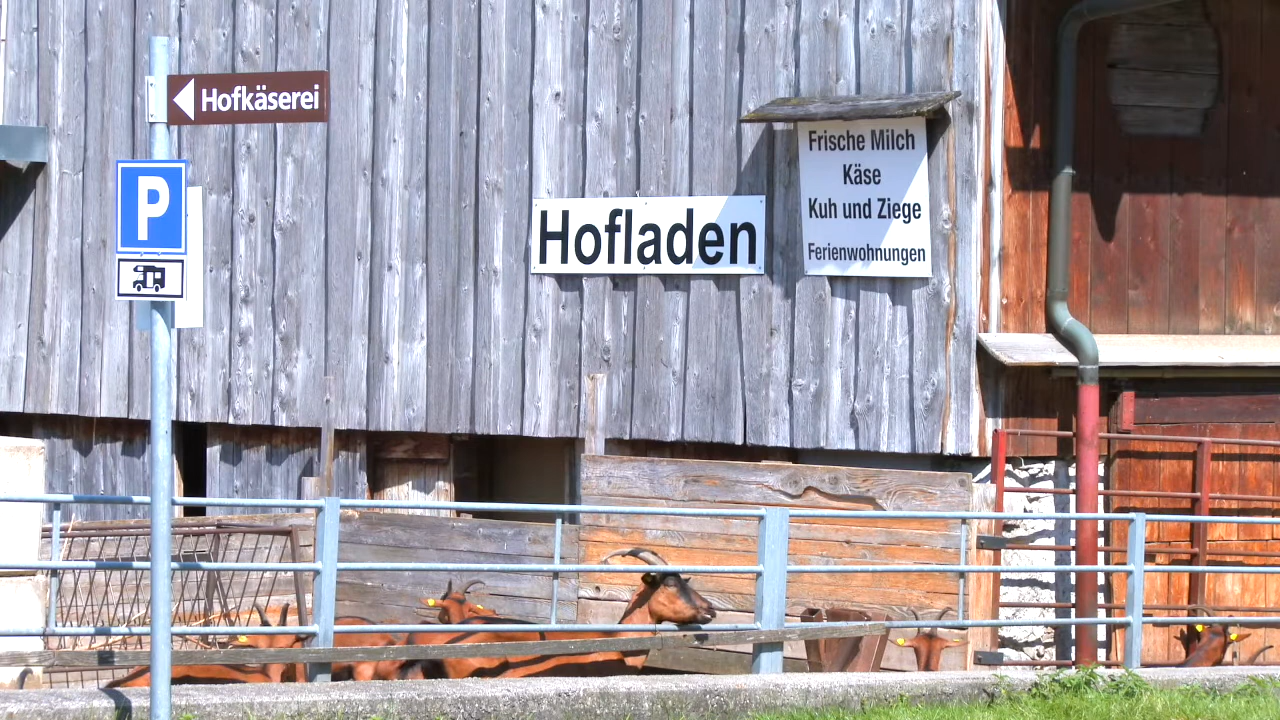 Hofkäserei
P
Hofladen
Frische Milch
Käse
Kuh und Ziege
Ferienwohnungen